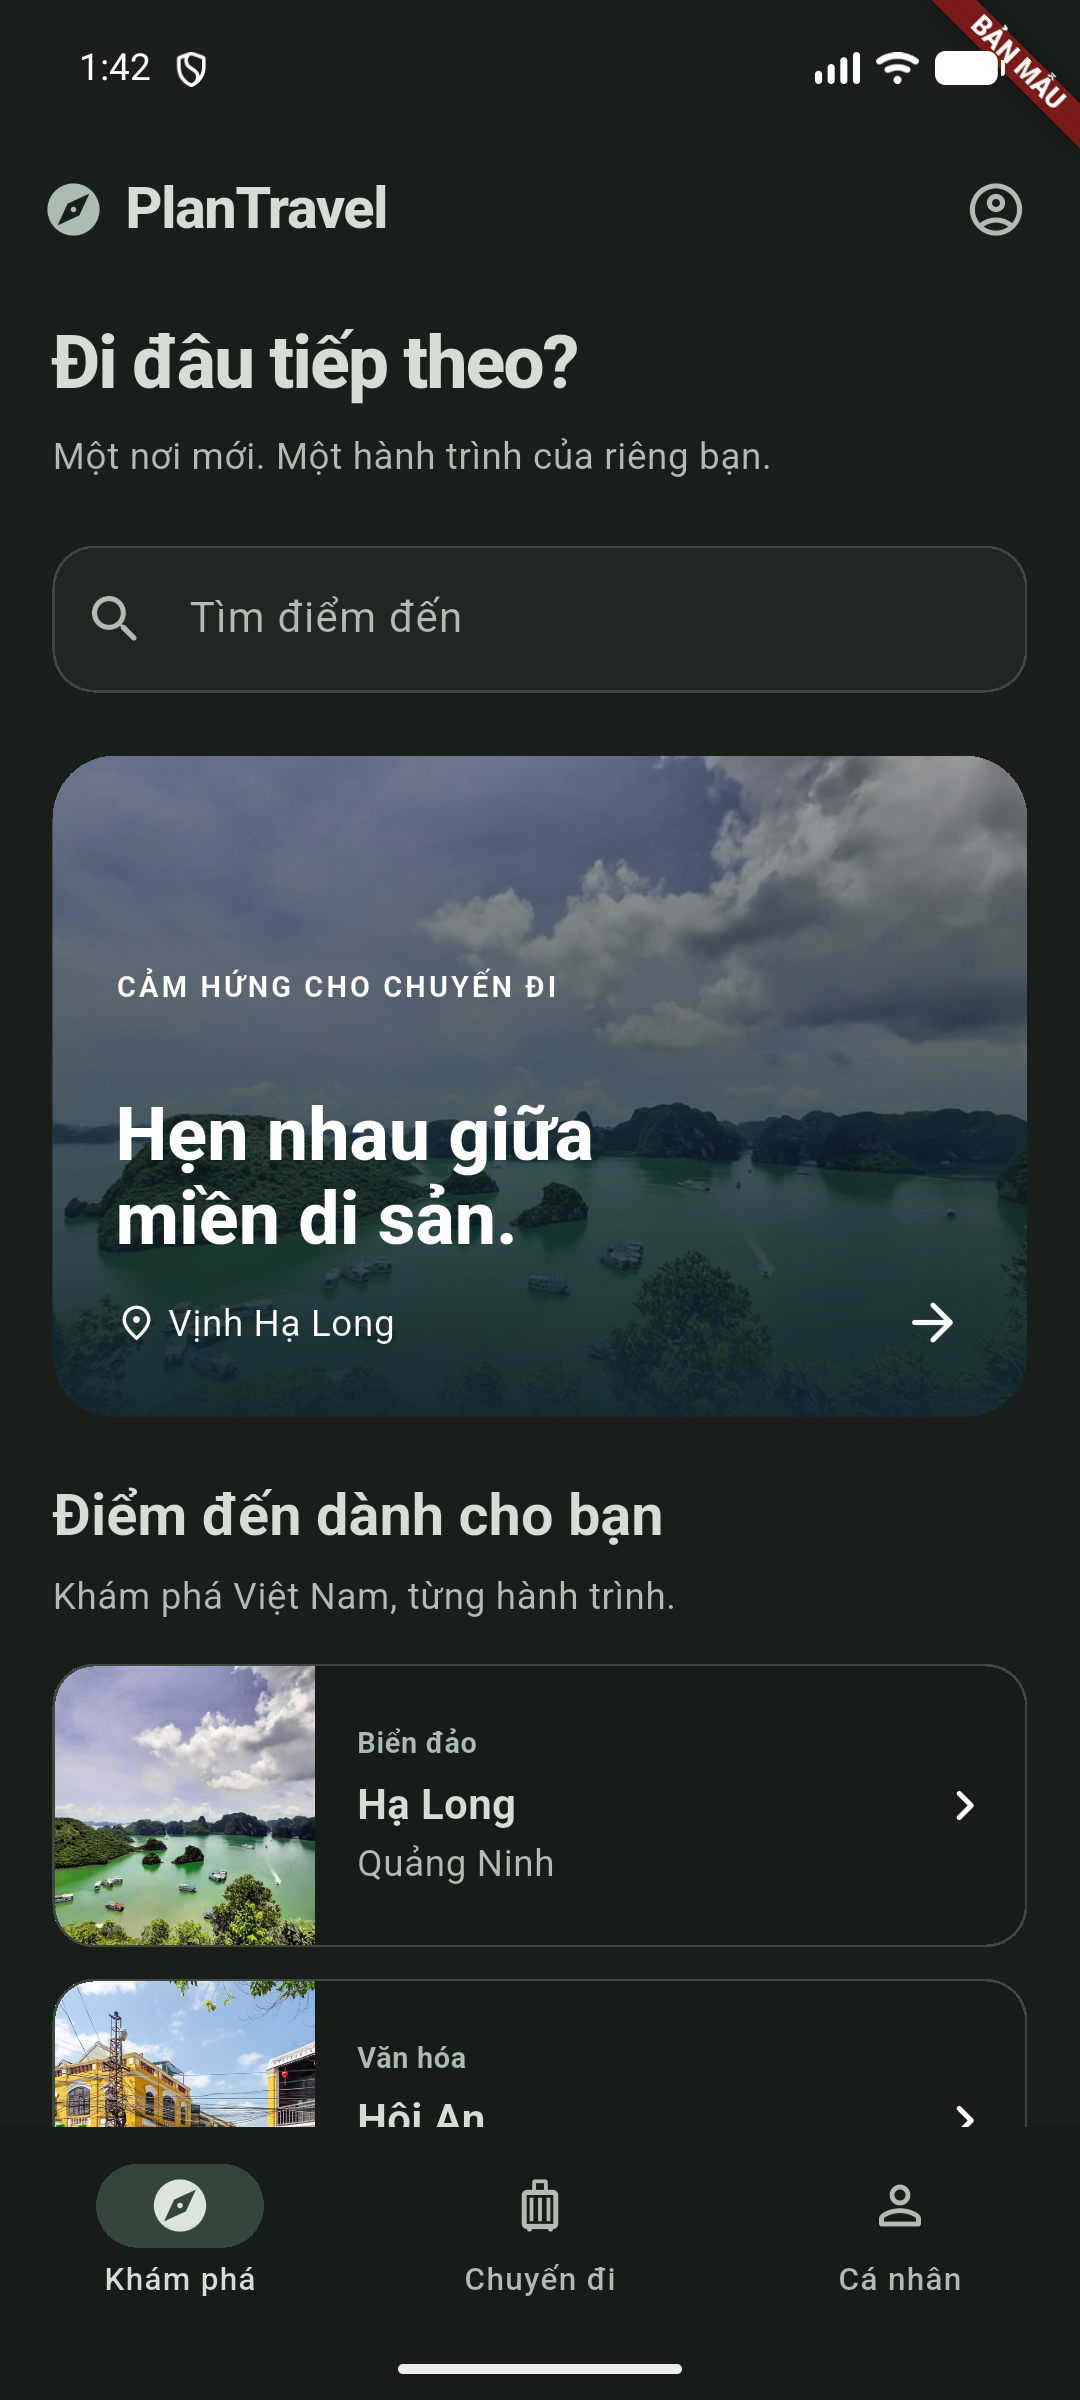 1:42
BẢN MẪU
PlanTravel
Đi đâu tiếp theo?
Một nơi mới. Một hành trình của riêng bạn.
Tìm điểm đến
CẢM HỨNG CHO CHUYẾN ĐI
Hẹn nhau giữa
miền di sản.
Vịnh Hạ Long
Điểm đến dành cho bạn
Khám phá Việt Nam, từng hành trình.
Biển đảo
Hạ Long
Quảng Ninh
Văn hóa
Hội An
Khám phá
Chuyến đi
Cá nhân